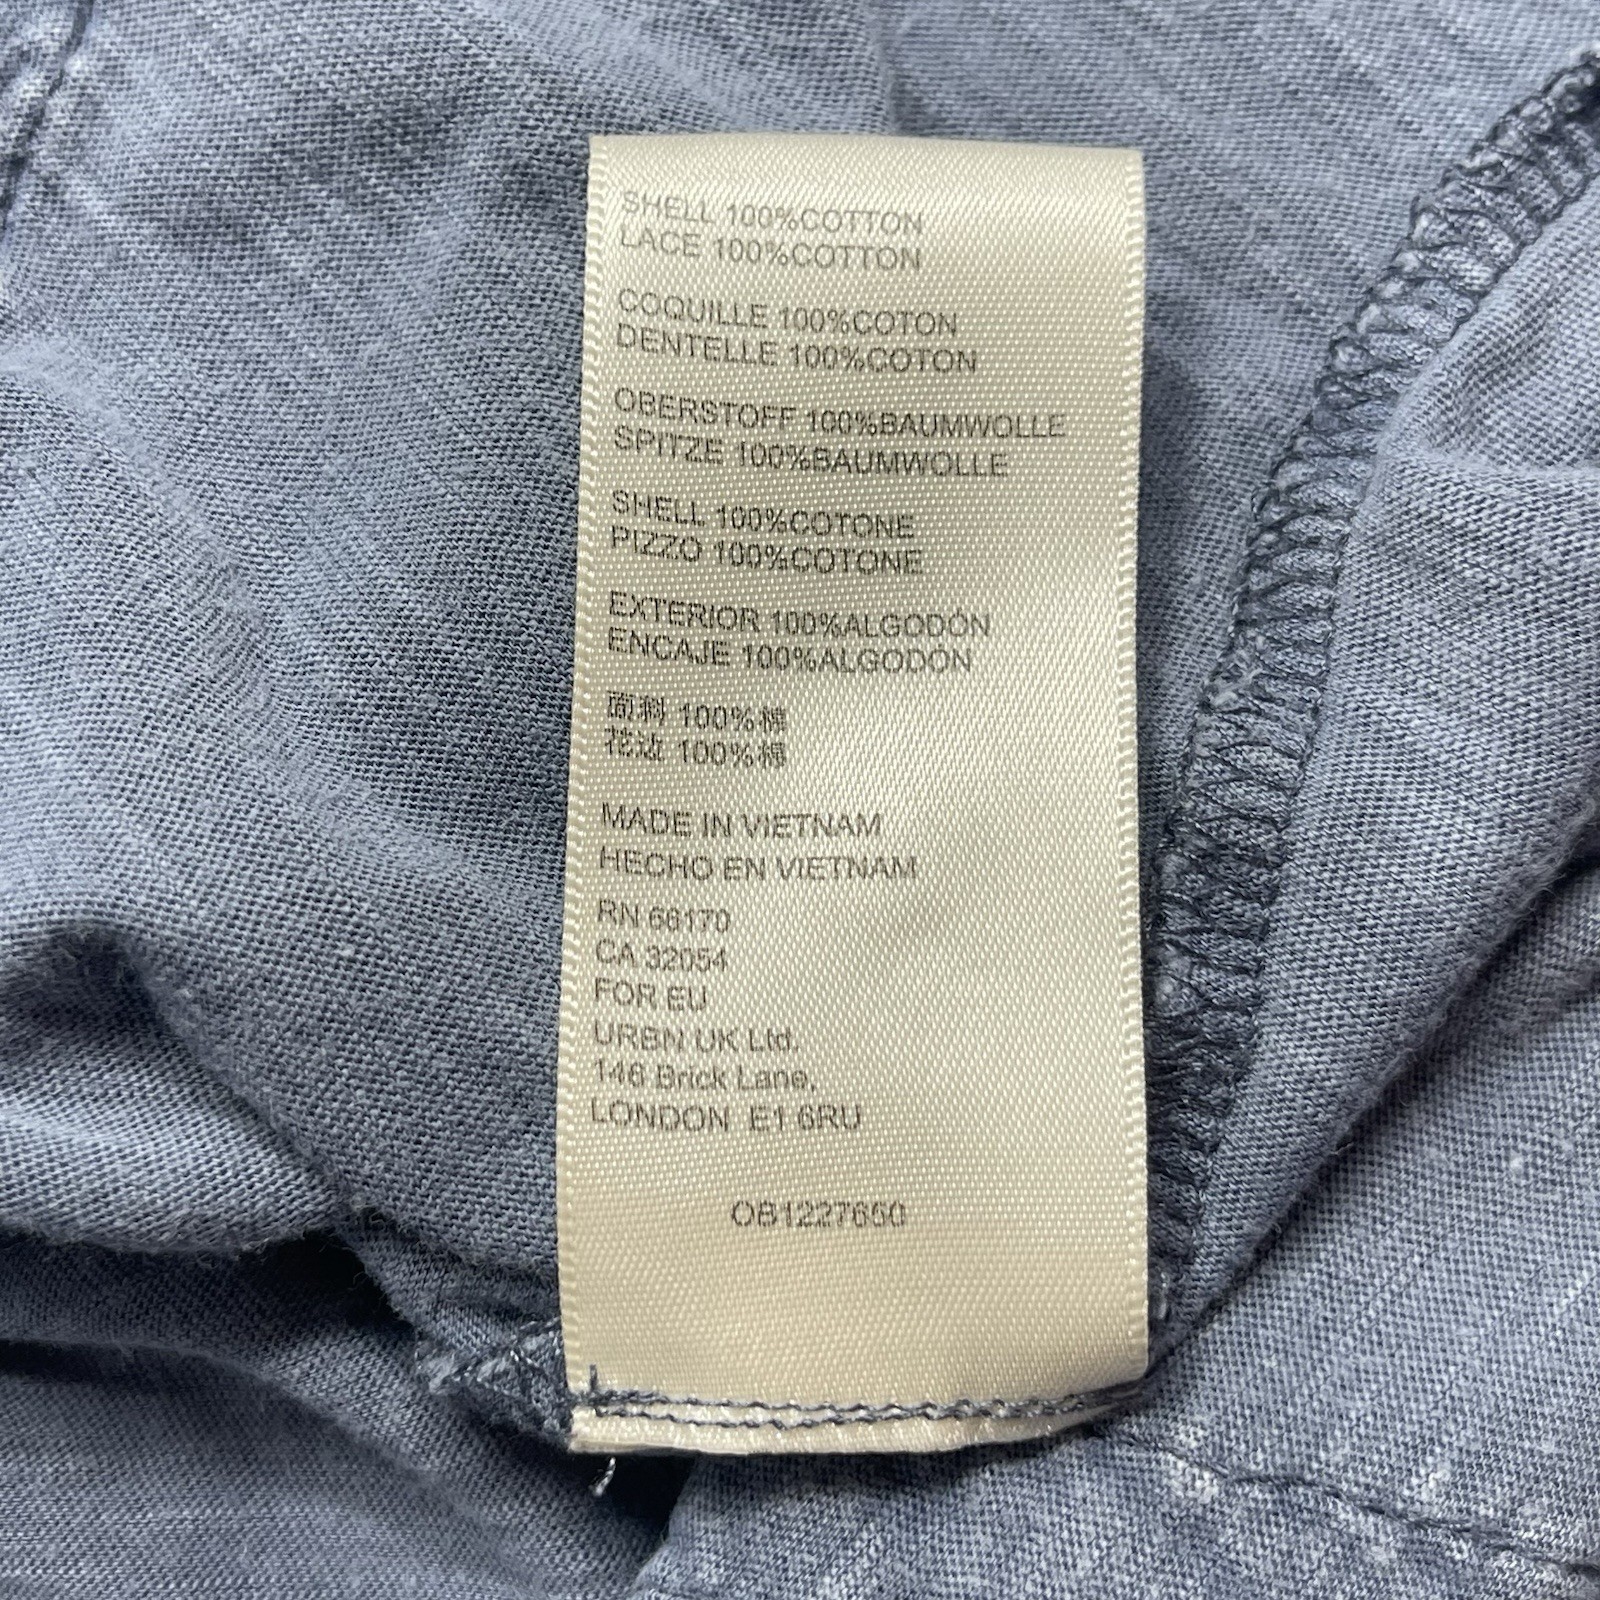 SHELL 100%COTTON
LACE 100%COTTON
COQUILLE 100%COTON
DENTELLE 100%COTON
OBERSTOFF 100%BAUMWOLLE
SPITZE 100%BAUMWOLLE
SHELL 100%COTONE
PIZZO 100%COTONE
EXTERIOR 100%ALGODÓN
ENCAJE 100%ALGODÓN
面料 100%棉
花边 100%棉
MADE IN VIETNAM
HECHO EN VIETNAM
RN 66170
CA 32054
FOR EU
URBN UK Ltd.
146 Brick Lane,
LONDON E1 6RU
OB1227650